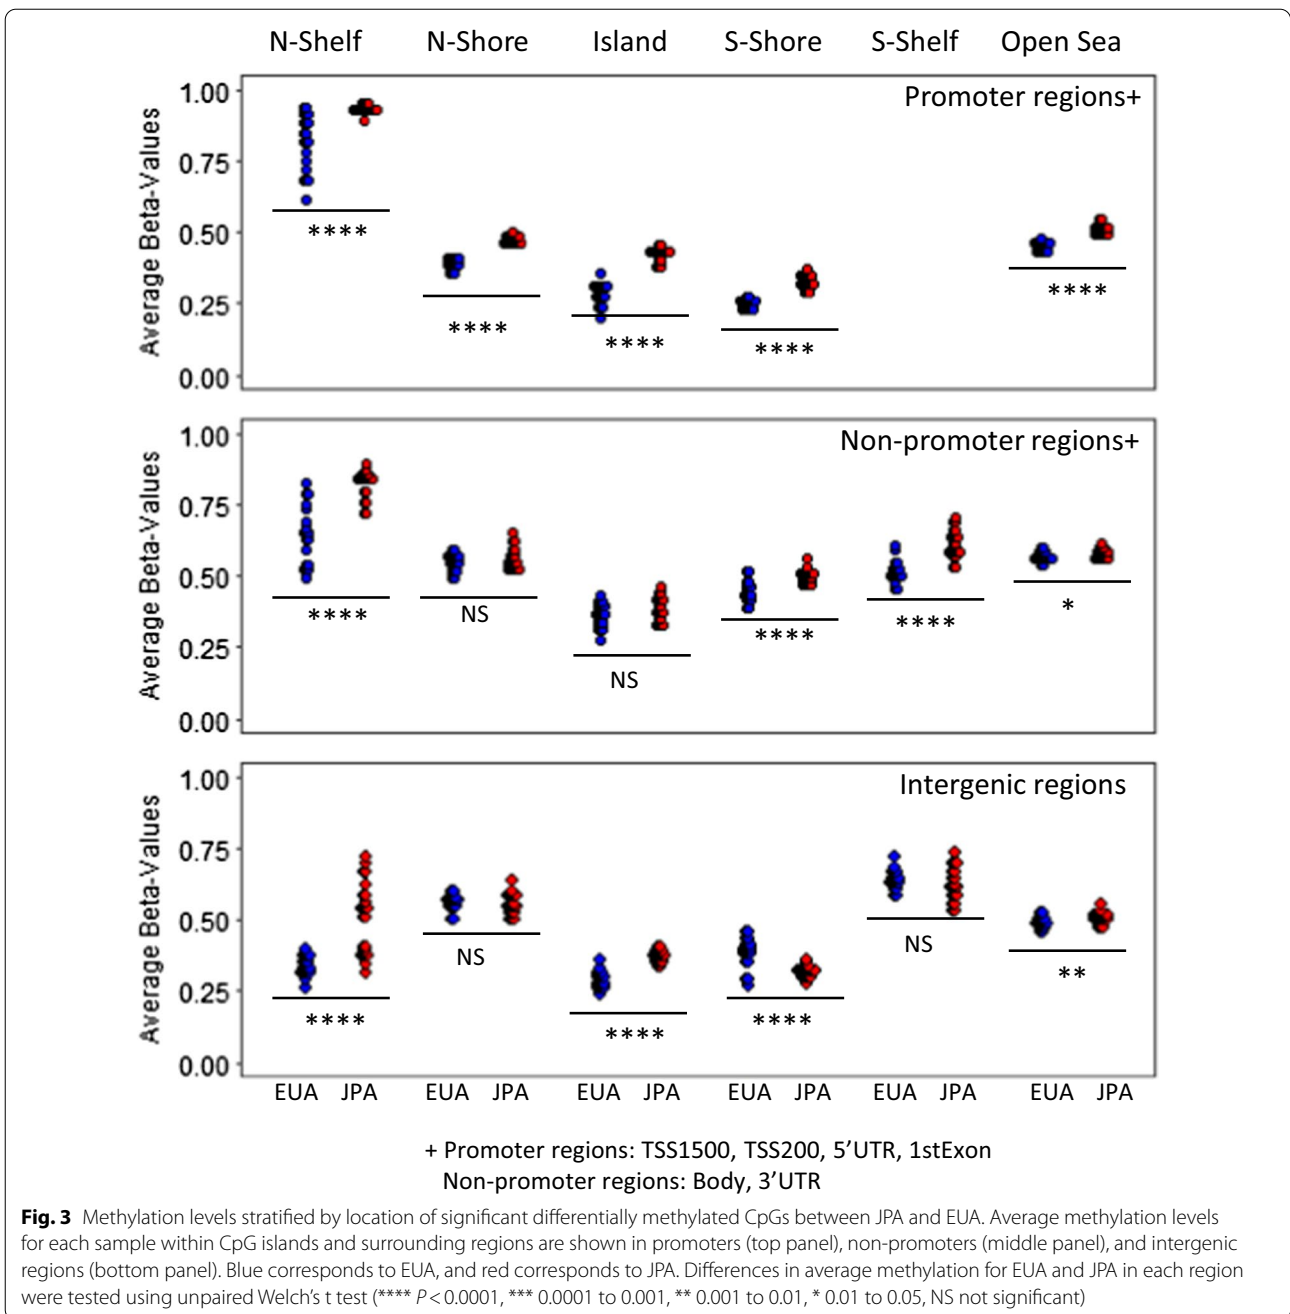 N-Shelf N-Shore Island S-Shore S-Shelf Open Sea
Promoter regions+
Average Beta-Values
1.00
0.75
0.50
0.25
0.00
**** **** **** **** ****
Non-promoter regions+
Average Beta-Values
1.00
0.75
0.50
0.25
0.00
**** NS NS **** **** *
Intergenic regions
Average Beta-Values
1.00
0.75
0.50
0.25
0.00
**** NS **** **** NS **
EUA JPA EUA JPA EUA JPA EUA JPA EUA JPA EUA JPA
+ Promoter regions: TSS1500, TSS200, 5’UTR, 1stExon
Non-promoter regions: Body, 3’UTR
Fig. 3 Methylation levels stratified by location of significant differentially methylated CpGs between JPA and EUA. Average methylation levels
for each sample within CpG islands and surrounding regions are shown in promoters (top panel), non-promoters (middle panel), and intergenic
regions (bottom panel). Blue corresponds to EUA, and red corresponds to JPA. Differences in average methylation for EUA and JPA in each region
were tested using unpaired Welch’s t test (**** P < 0.0001, *** 0.0001 to 0.001, ** 0.001 to 0.01, * 0.01 to 0.05, NS not significant)